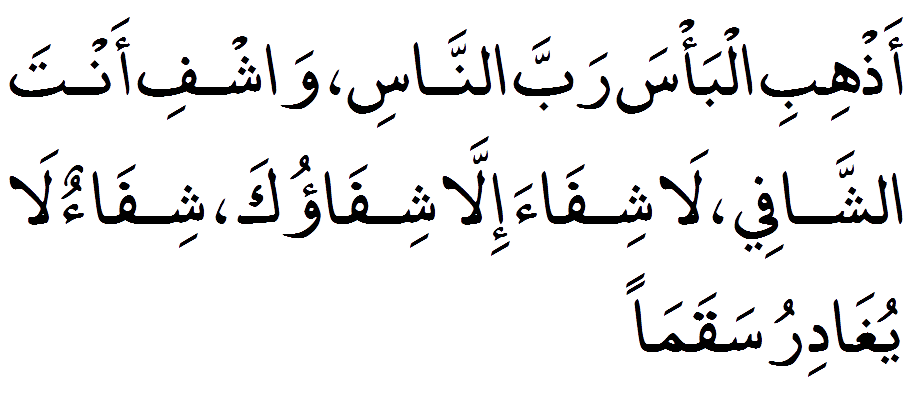 أَذْهِبِ الْبَأْسَ رَبَّ النَّاسِ، وَاشْفِ أَنْتَ
الشَّافِي، لَا شِفَاءَ إِلَّا شِفَاؤُكَ، شِفَاءٌ لَا
يُغَادِرُ سَقَمَاً